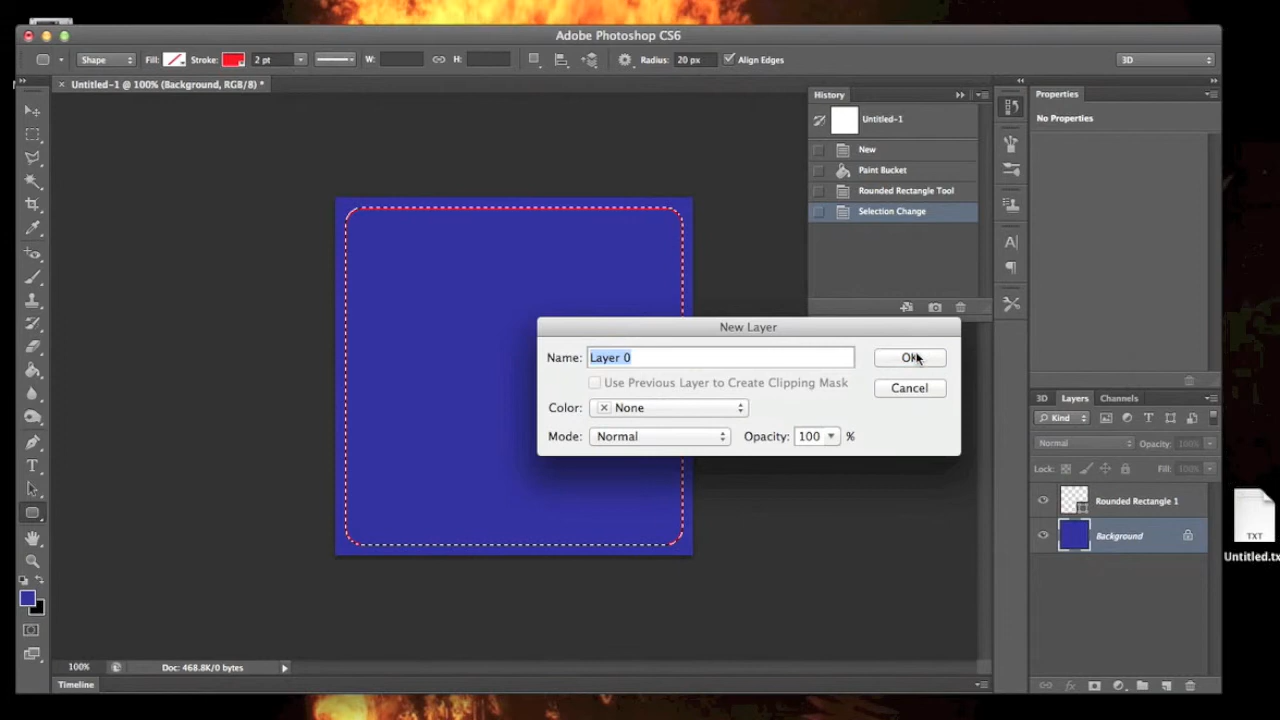 Adobe Photoshop CS6
Shape Fill: Stroke: 2 pt W: H: Radius: 20 px Align Edges 3D
Untitled-1 @ 100% (Background, RGB/8) *
History
Untitled-1
New
Paint Bucket
Rounded Rectangle Tool
Selection Change
Properties
No Properties
New Layer
Name: Layer 0
OK
Use Previous Layer to Create Clipping Mask
Cancel
Color: None
Mode: Normal Opacity: 100 %
3D Layers Channels
Kind
Normal Opacity: 100%
Lock: Fill: 100%
Rounded Rectangle 1
Background
TXT
Untitled.tx
100% Doc: 468.8K/0 bytes
Timeline